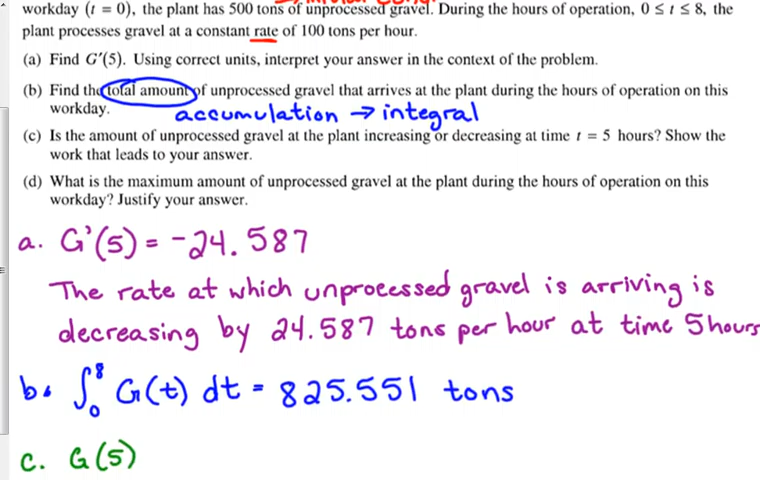 workday (t = 0), the plant has 500 tons of unprocessed gravel. During the hours of operation, 0 ≤ t ≤ 8, the
plant processes gravel at a constant rate of 100 tons per hour.
(a) Find G′(5). Using correct units, interpret your answer in the context of the problem.
(b) Find the total amount of unprocessed gravel that arrives at the plant during the hours of operation on this
workday.
accumulation → integral
(c) Is the amount of unprocessed gravel at the plant increasing or decreasing at time t = 5 hours? Show the
work that leads to your answer.
(d) What is the maximum amount of unprocessed gravel at the plant during the hours of operation on this
workday? Justify your answer.
a. G'(5) = -24.587
The rate at which unprocessed gravel is arriving is
decreasing by 24.587 tons per hour at time 5 hours
b. ∫₀⁸ G(t) dt = 825.551 tons
c. G(5)